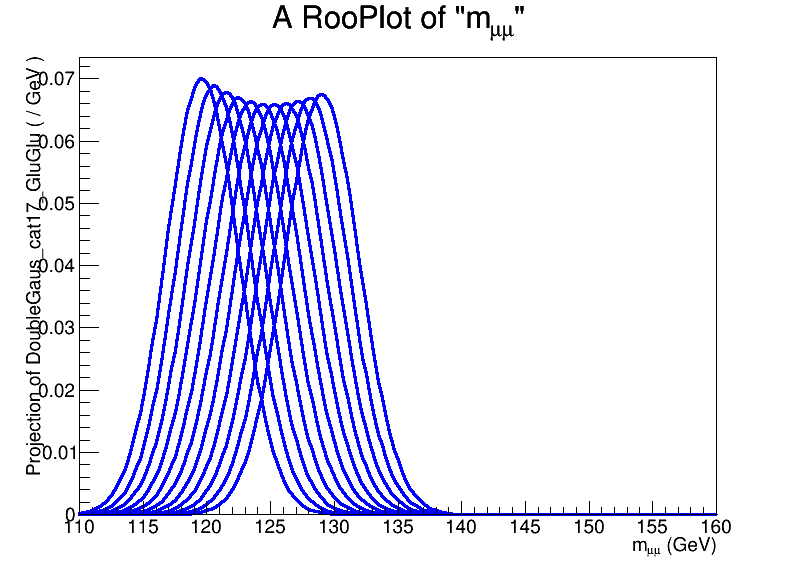 A RooPlot of "mμμ"
Projection of DoubleGaus_cat17_GluGlu ( / GeV )
0.07
0.06
0.05
0.04
0.03
0.02
0.01
0
110 115 120 125 130 135 140 145 150 155 160
mμμ (GeV)